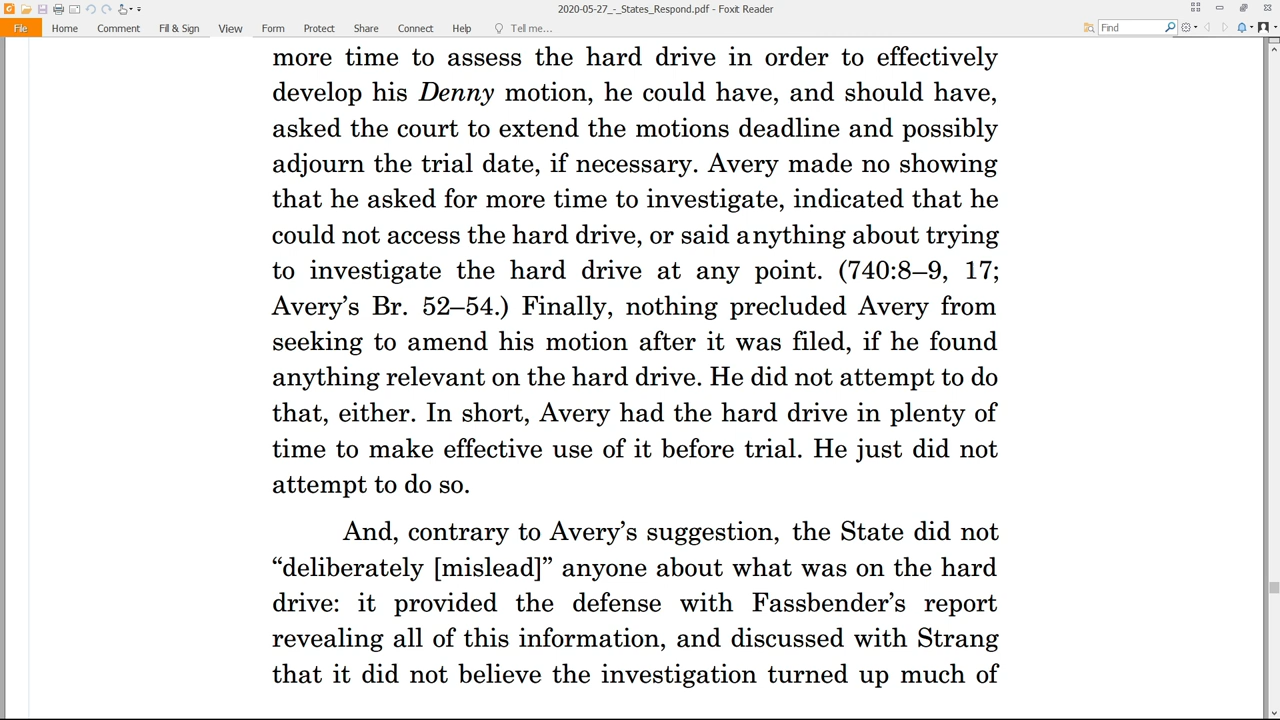 2020-05-27_-_States_Respond.pdf - Foxit Reader
File Home Comment Fill & Sign View Form Protect Share Connect Help Tell me... Find
more time to assess the hard drive in order to effectively
develop his Denny motion, he could have, and should have,
asked the court to extend the motions deadline and possibly
adjourn the trial date, if necessary. Avery made no showing
that he asked for more time to investigate, indicated that he
could not access the hard drive, or said anything about trying
to investigate the hard drive at any point. (740:8–9, 17;
Avery’s Br. 52–54.) Finally, nothing precluded Avery from
seeking to amend his motion after it was filed, if he found
anything relevant on the hard drive. He did not attempt to do
that, either. In short, Avery had the hard drive in plenty of
time to make effective use of it before trial. He just did not
attempt to do so.
And, contrary to Avery’s suggestion, the State did not
“deliberately [mislead]” anyone about what was on the hard
drive: it provided the defense with Fassbender’s report
revealing all of this information, and discussed with Strang
that it did not believe the investigation turned up much of